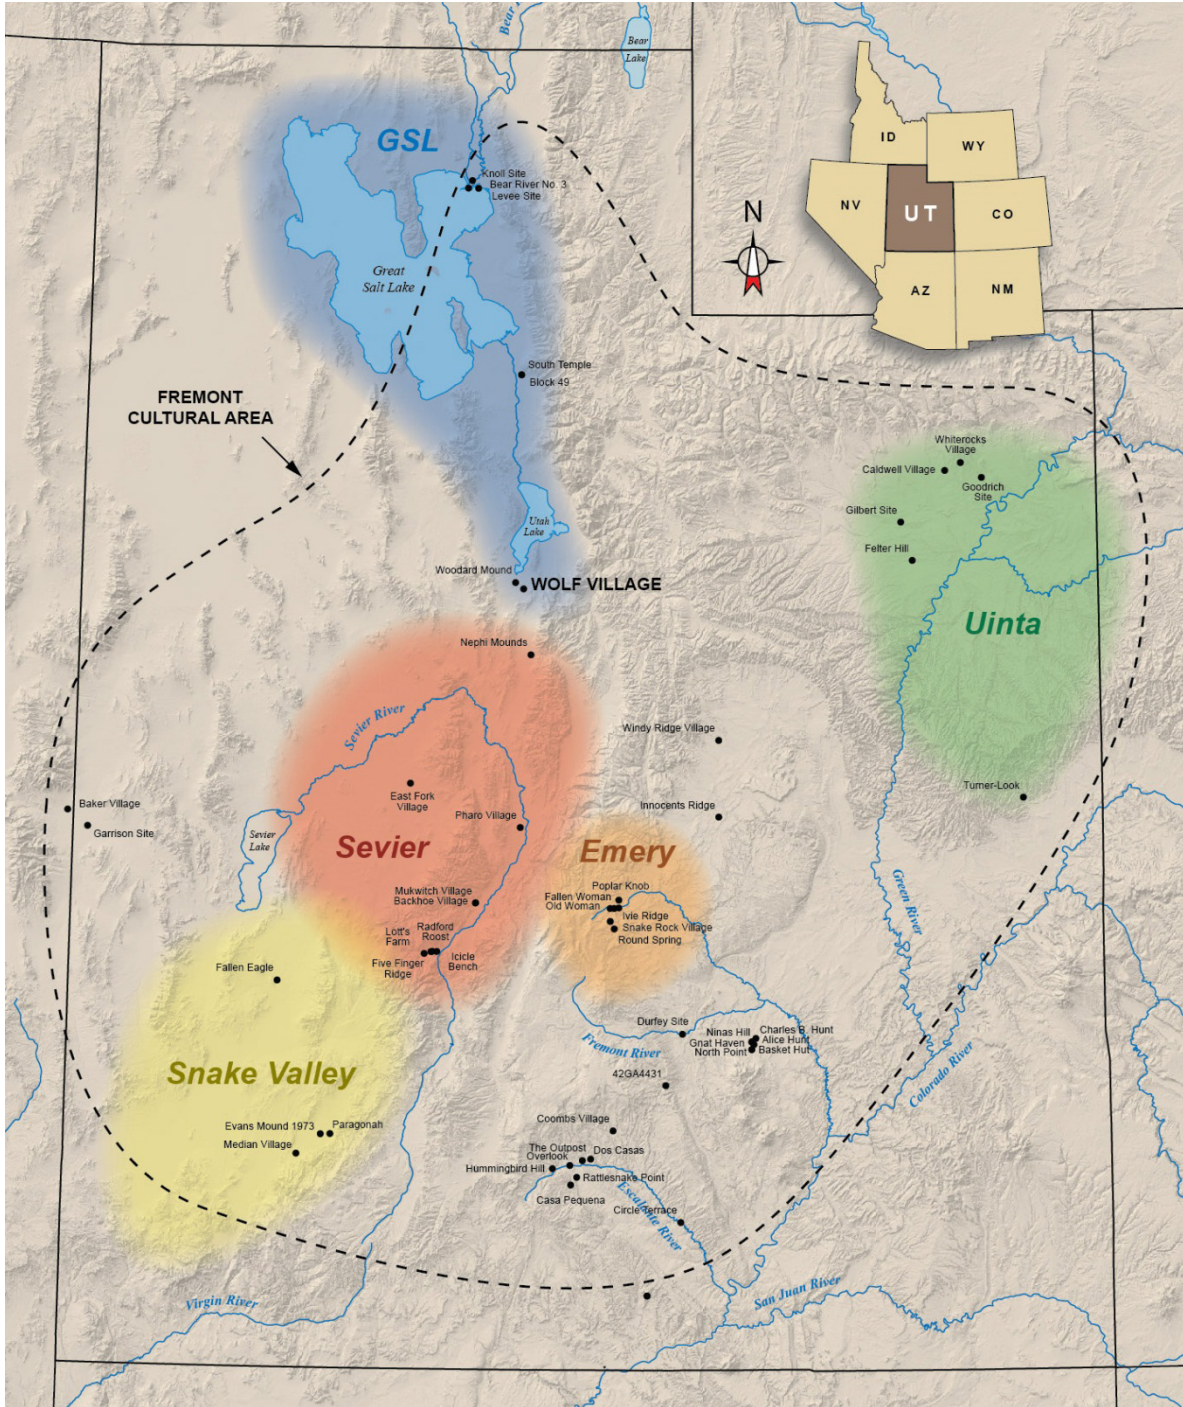 Bear
Bear
Lake
GSL
Knoll Site
Bear River No. 3
Levee Site
Great
Salt Lake
N
ID
WY
NV
UT
CO
AZ
NM
South Temple
Block 49
FREMONT
CULTURAL AREA
Whiterocks
Village
Caldwell Village
Goodrich
Site
Gilbert Site
Felter Hill
Utah
Lake
Woodard Mound
WOLF VILLAGE
Uinta
Nephi Mounds
Sevier River
Windy Ridge Village
East Fork
Village
Turner-Look
Baker Village
Garrison Site
Innocents Ridge
Pharo Village
Sevier
Lake
Sevier
Emery
Poplar Knob
Fallen Woman
Old Woman
Ivie Ridge
Snake Rock Village
Round Spring
Mukwitch Village
Backhoe Village
Green River
Lott's
Farm
Radford
Roost
Five Finger
Ridge
Icicle
Bench
Fallen Eagle
Durfey Site
Fremont River
Ninas Hill
Gnat Haven
North Point
Charles B. Hunt
Alice Hunt
Basket Hut
Colorado River
Snake Valley
42GA4431
Evans Mound 1973
Paragonah
Median Village
Coombs Village
The Outpost
Overlook
Dos Casas
Hummingbird Hill
Rattlesnake Point
Casa Pequena
Escalante River
Circle Terrace
San Juan River
Virgin River